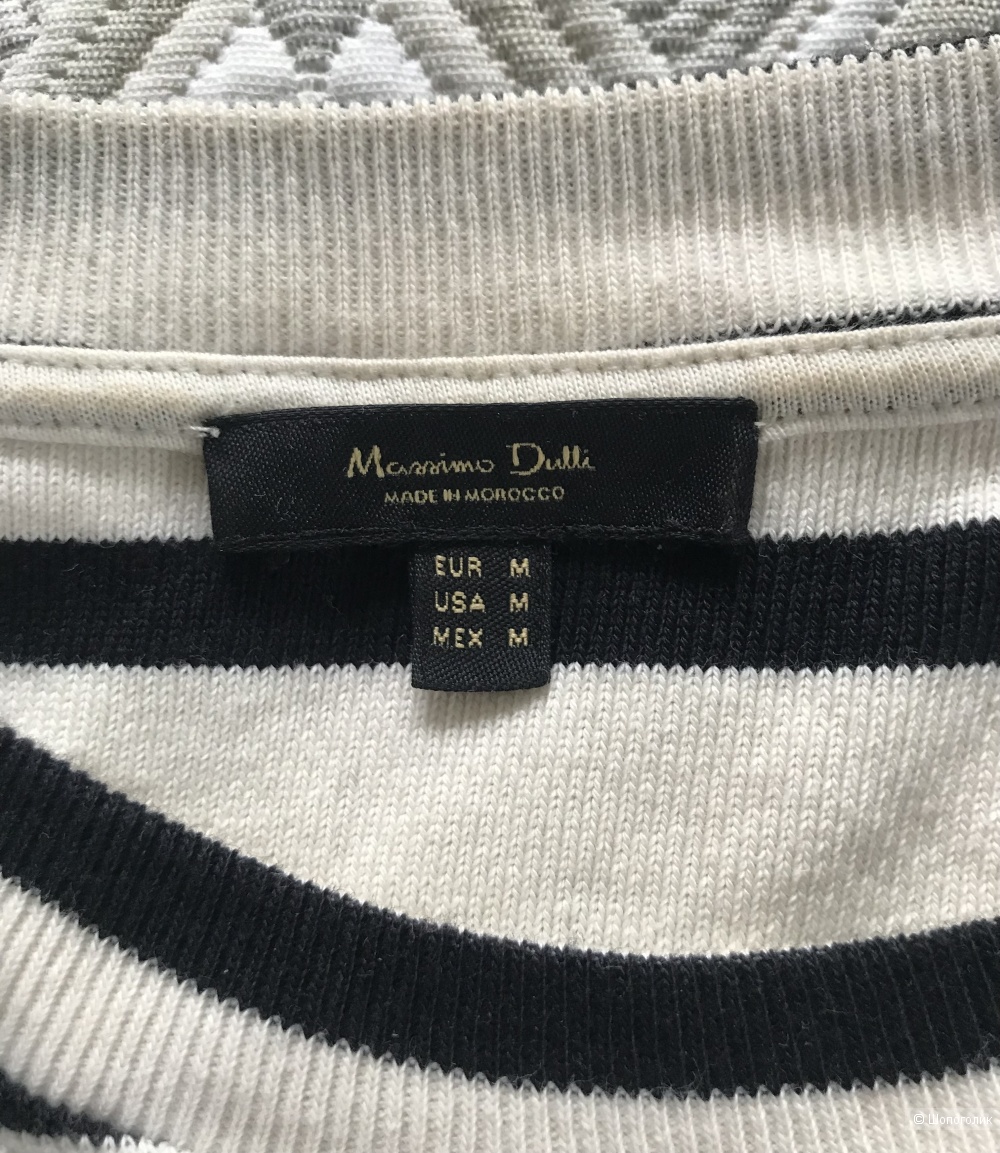 Massimo Dutti
MADE IN MOROCCO
EUR M
USA M
MEX M
© Шопоголик